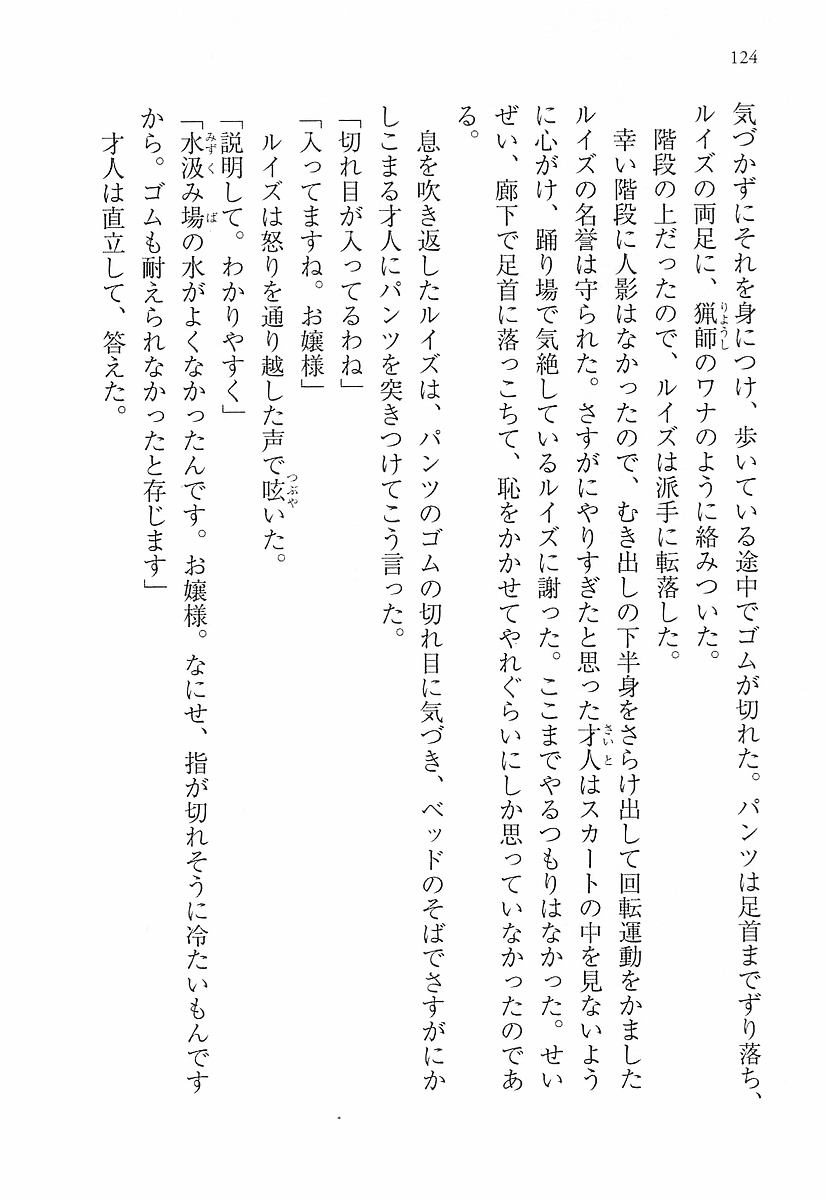 124
気づかずにそれを身につけ、歩いている途中でゴムが切れた。パンツは足首までずり落ち、
ルイズの両足に、猟師のワナのように絡みついた。
階段の上だったので、ルイズは派手に転落した。
幸い階段に人影はなかったので、むき出しの下半身をさらけ出して回転運動をかました
ルイズの名誉は守られた。さすがにやりすぎたと思った才人はスカートの中を見ないよう
に心がけ、踊り場で気絶しているルイズに謝った。ここまでやるつもりはなかった。せい
ぜい、廊下で足首に落っこちて、恥をかかせてやれぐらいにしか思っていなかったのであ
る。
息を吹き返したルイズは、パンツのゴムの切れ目に気づき、ベッドのそばでさすがにか
しこまる才人にパンツを突きつけてこう言った。
「切れ目が入ってるわね」
「入ってますね。お嬢様」
ルイズは怒りを通り越した声で呟いた。
「説明して。わかりやすく」
「水汲み場の水がよくなかったんです。お嬢様。なにせ、指が切れそうに冷たいもんです
から。ゴムも耐えられなかったと存じます」
才人は直立して、答えた。